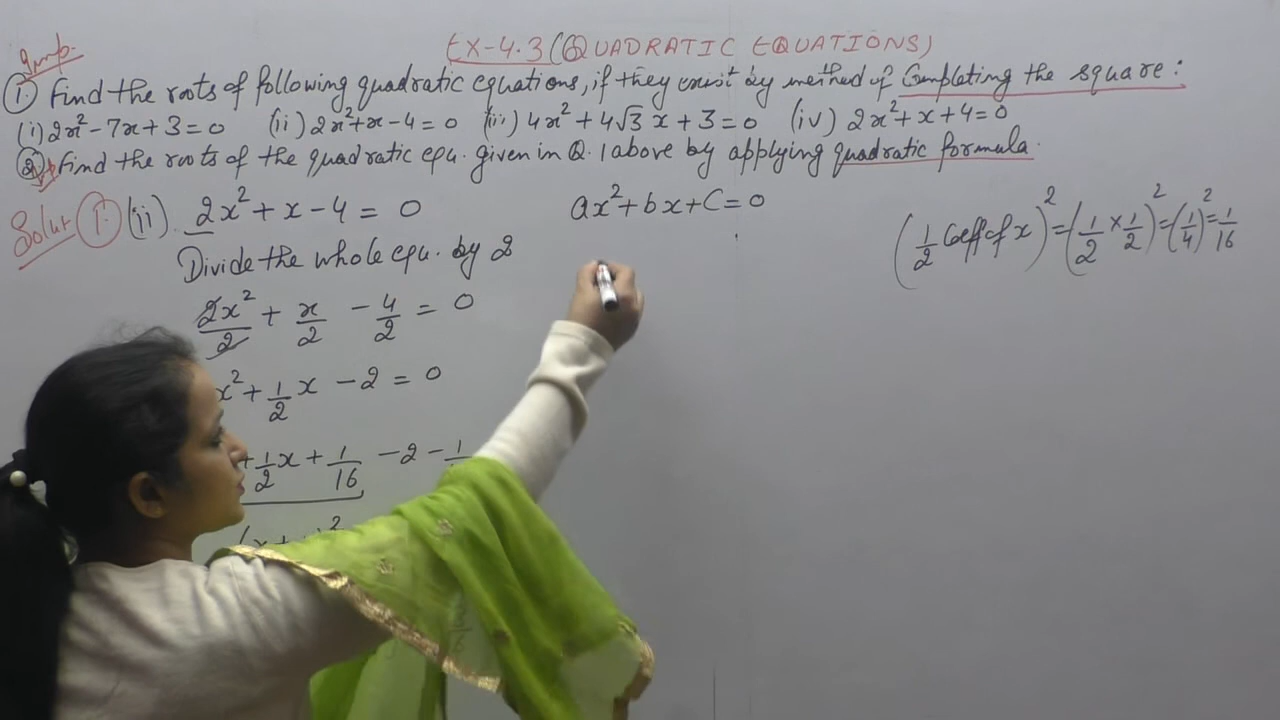 Imp.
EX-4.3 (QUADRATIC EQUATIONS)
① Find the roots of following quadratic equations, if they exist by method of Completing the square:
(i) 2x² - 7x + 3 = 0 (ii) 2x² + x - 4 = 0 (iii) 4x² + 4√3 x + 3 = 0 (iv) 2x² + x + 4 = 0
② Find the roots of the quadratic equ. given in Q.1 above by applying quadratic formula.
Solut ① (ii). 2x² + x - 4 = 0
Divide the whole equ. by 2
2x²/2 + x/2 - 4/2 = 0
x² + 1/2 x - 2 = 0
+ 1/2 x + 1/16 - 2 - 1/
(x +
ax² + bx + C = 0
(1/2 Coeff of x)² = (1/2 × 1/2)² = (1/4)² = 1/16